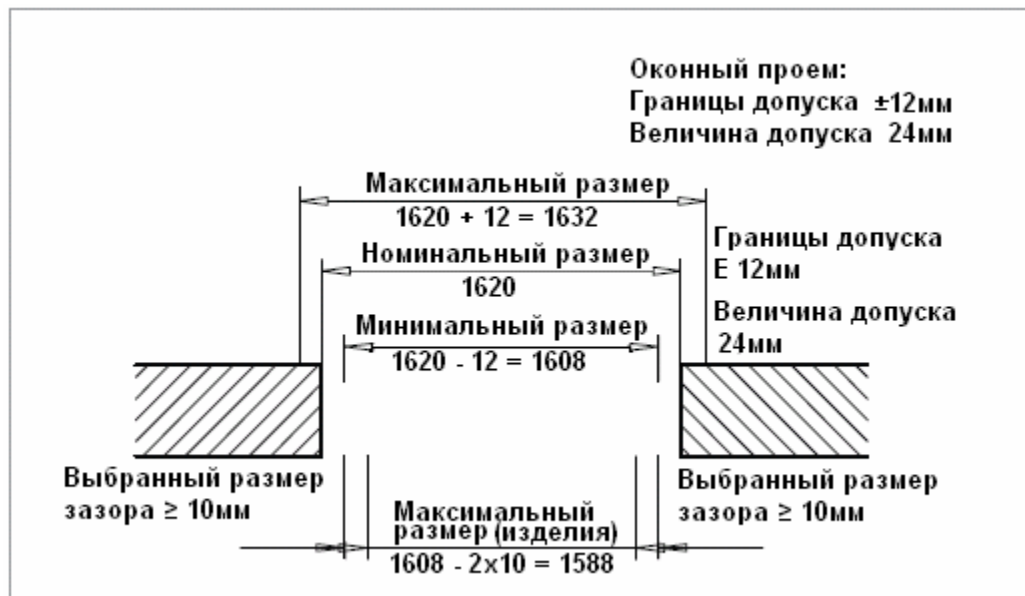 Оконный проем:
Границы допуска ±12мм
Величина допуска 24мм
Максимальный размер
1620 + 12 = 1632
Границы допуска
Е 12мм
Номинальный размер
1620
Величина допуска
24мм
Минимальный размер
1620 - 12 = 1608
Выбранный размер
зазора ≥ 10мм
Выбранный размер
зазора ≥ 10мм
Максимальный
размер (изделия)
1608 - 2x10 = 1588